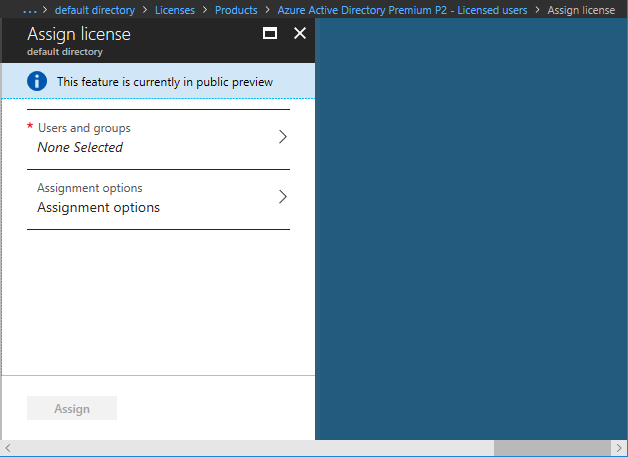 ... > default directory > Licenses > Products > Azure Active Directory Premium P2 - Licensed users > Assign license
Assign license
default directory
This feature is currently in public preview
* Users and groups
None Selected
Assignment options
Assignment options
Assign